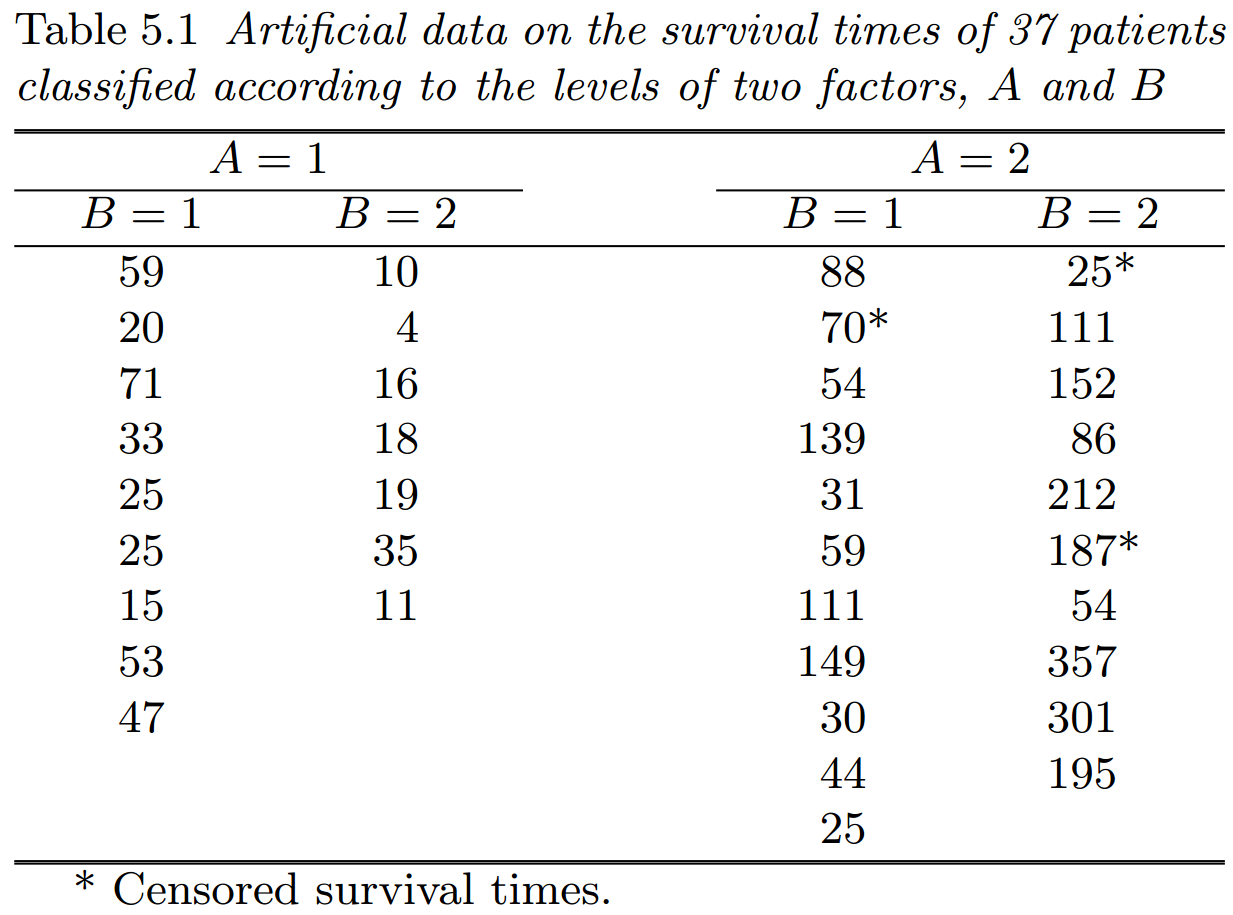 Table 5.1 Artificial data on the survival times of 37 patients
classified according to the levels of two factors, A and B
A = 1 A = 2
B = 1 B = 2 B = 1 B = 2
59 10 88 25*
20 4 70* 111
71 16 54 152
33 18 139 86
25 19 31 212
25 35 59 187*
15 11 111 54
53 149 357
47 30 301
44 195
25
* Censored survival times.